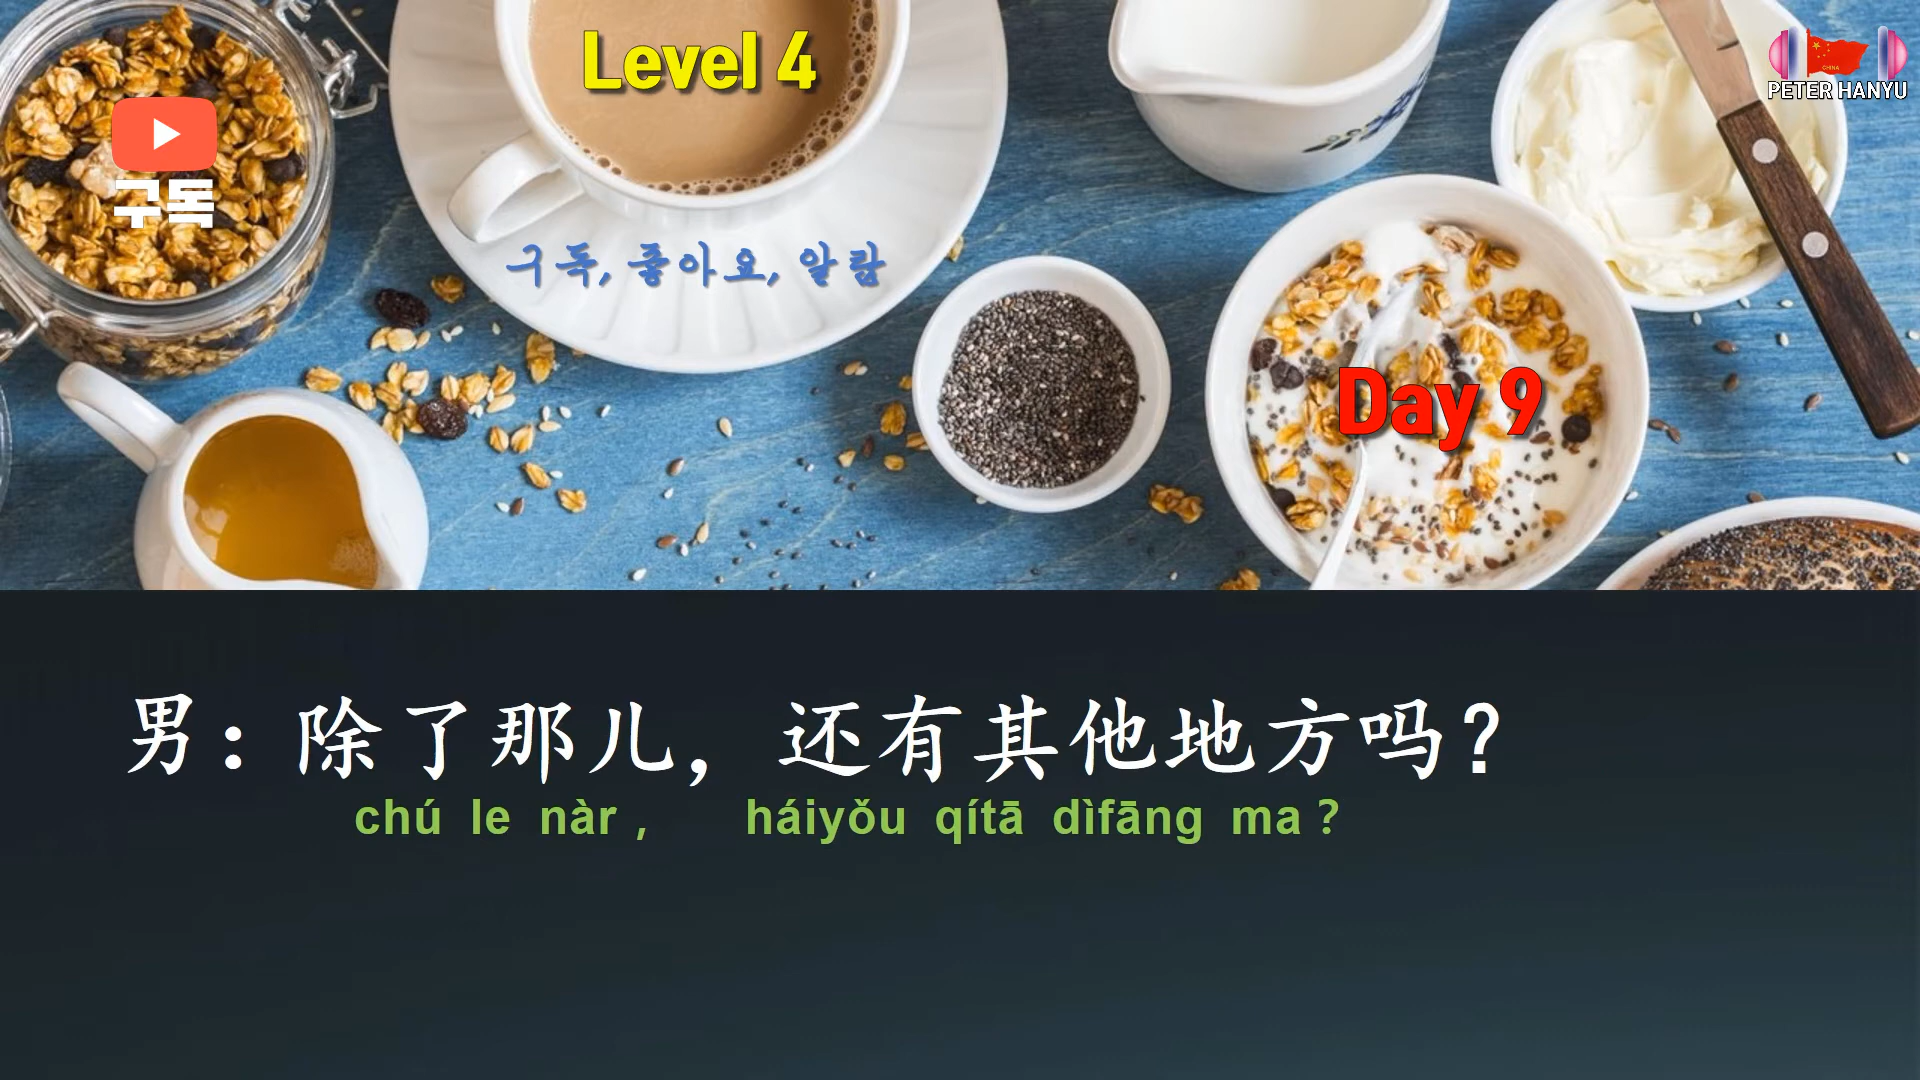 Level 4
PETER HANYU
CHINA
구독
구독, 좋아요, 알람
Day 9
男：除了那儿，还有其他地方吗？
chú le nàr， háiyǒu qítā dìfāng ma？